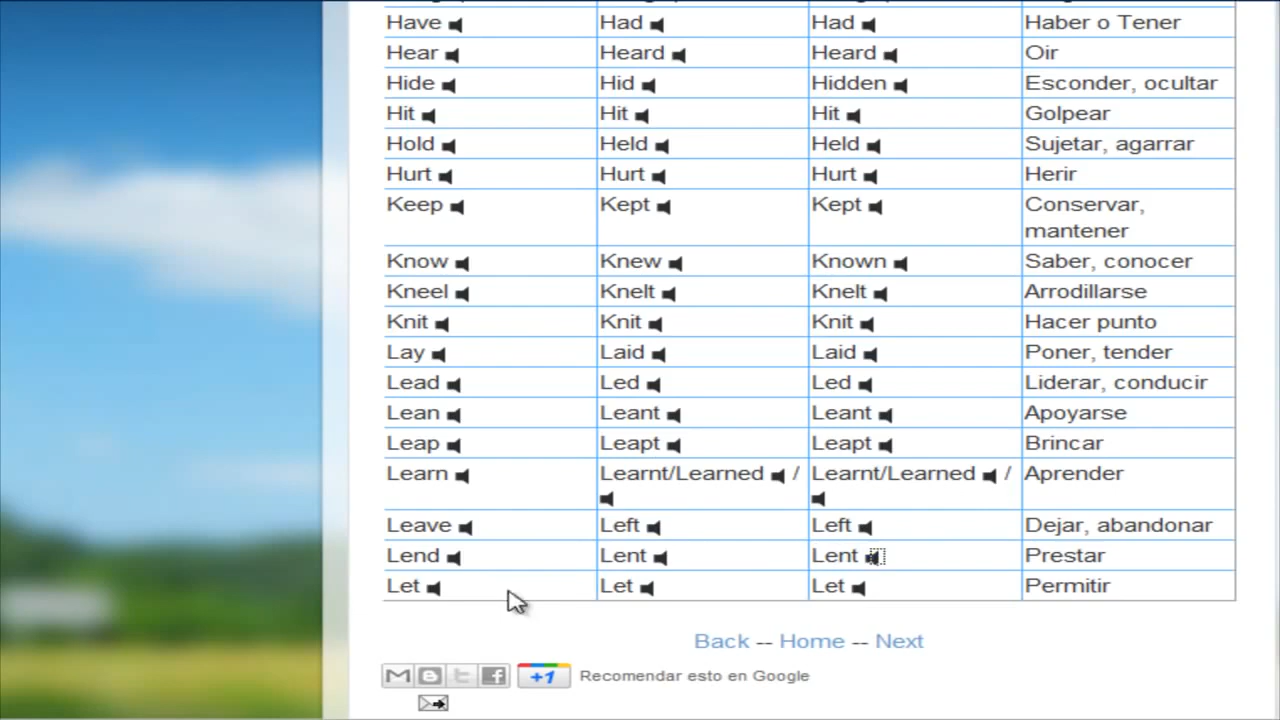 Have Had Had Haber o Tener
Hear Heard Heard Oir
Hide Hid Hidden Esconder, ocultar
Hit Hit Hit Golpear
Hold Held Held Sujetar, agarrar
Hurt Hurt Hurt Herir
Keep Kept Kept Conservar,
mantener
Know Knew Known Saber, conocer
Kneel Knelt Knelt Arrodillarse
Knit Knit Knit Hacer punto
Lay Laid Laid Poner, tender
Lead Led Led Liderar, conducir
Lean Leant Leant Apoyarse
Leap Leapt Leapt Brincar
Learn Learnt/Learned / Learnt/Learned / Aprender
Leave Left Left Dejar, abandonar
Lend Lent Lent Prestar
Let Let Let Permitir
Back -- Home -- Next
+1 Recomendar esto en Google